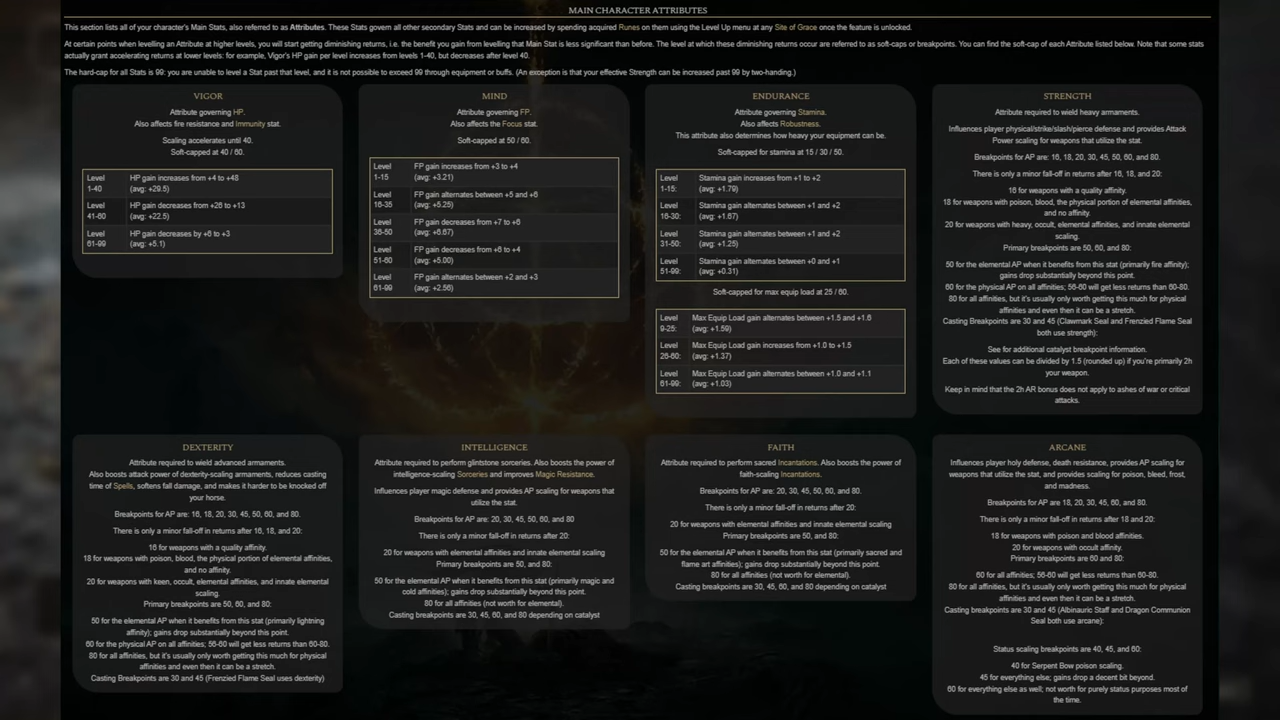 MAIN CHARACTER ATTRIBUTES
This section lists all of your character's Main Stats, also referred to as Attributes. These Stats govern all other secondary Stats and can be increased by spending acquired Runes on them using the Level Up menu at any Site of Grace once the feature is unlocked.
At certain points when levelling an Attribute at higher levels, you will start getting diminishing returns, i.e. the benefit you gain from levelling that Main Stat is less significant than before. The level at which these diminishing returns occur are referred to as soft-caps or breakpoints. You can find the soft-cap of each Attribute listed below. Note that some stats
actually grant accelerating returns at lower levels: for example, Vigor's HP gain per level increases from levels 1-40, but decreases after level 40.
The hard-cap for all Stats is 99: you are unable to level a Stat past that level, and it is not possible to exceed 99 through equipment or buffs. (An exception is that your effective Strength can be increased past 99 by two-handing.)
VIGOR
Attribute governing HP.
Also affects fire resistance and Immunity stat.
Scaling accelerates until 40.
Soft-capped at 40 / 60.
Level 1-40 HP gain increases from +4 to +48
(avg: +29.5)
Level 41-60 HP gain decreases from +26 to +13
(avg: +22.5)
Level 61-99 HP gain decreases by +6 to +3
(avg: +5.1)
MIND
Attribute governing FP.
Also affects the Focus stat.
Soft-capped at 50 / 60.
Level 1-15 FP gain increases from +3 to +4
(avg: +3.21)
Level 16-35 FP gain alternates between +5 and +6
(avg: +5.25)
Level 36-50 FP gain decreases from +7 to +6
(avg: +6.67)
Level 51-60 FP gain decreases from +6 to +4
(avg: +5.00)
Level 61-99 FP gain alternates between +2 and +3
(avg: +2.56)
ENDURANCE
Attribute governing Stamina.
Also affects Robustness.
This attribute also determines how heavy your equipment can be.
Soft-capped for stamina at 15 / 30 / 50.
Level 1-15: Stamina gain increases from +1 to +2
(avg: +1.79)
Level 16-30: Stamina gain alternates between +1 and +2
(avg: +1.67)
Level 31-50: Stamina gain alternates between +1 and +2
(avg: +1.25)
Level 51-99: Stamina gain alternates between +0 and +1
(avg: +0.31)
Soft-capped for max equip load at 25 / 60.
Level 9-25: Max Equip Load gain alternates between +1.5 and +1.6
(avg: +1.59)
Level 26-60: Max Equip Load gain increases from +1.0 to +1.5
(avg: +1.37)
Level 61-99: Max Equip Load gain alternates between +1.0 and +1.1
(avg: +1.03)
STRENGTH
Attribute required to wield heavy armaments.
Influences player physical/strike/slash/pierce defense and provides Attack
Power scaling for weapons that utilize the stat.
Breakpoints for AP are: 16, 18, 20, 30, 45, 50, 60, and 80.
There is only a minor fall-off in returns after 16, 18, and 20:
16 for weapons with a quality affinity.
18 for weapons with poison, blood, the physical portion of elemental affinities,
and no affinity.
20 weapons with heavy, occult, elemental affinities, and innate elemental
scaling.
Primary breakpoints are 50, 60, and 80:
50 for the elemental AP when it benefits from this stat (primarily fire affinity);
gains drop substantially beyond this point.
60 for the physical AP on all affinities; 56-60 will get less returns than 60-80.
80 for all affinities, but it's usually only worth getting this much for physical
affinities and even then it can be a stretch.
Casting Breakpoints are 30 and 45 (Clawmark Seal and Frenzied Flame Seal
both use strength):
See for additional catalyst breakpoint information.
Each of these values can be divided by 1.5 (rounded up) if you're primarily 2h
your weapon.
Keep in mind that the 2h AR bonus does not apply to ashes of war or critical
attacks.
DEXTERITY
Attribute required to wield advanced armaments.
Also boosts attack power of dexterity-scaling armaments, reduces casting
time of Spells, softens fall damage, and makes it harder to be knocked off
your horse.
Breakpoints for AP are: 16, 18, 20, 30, 45, 50, 60, and 80.
There is only a minor fall-off in returns after 16, 18, and 20:
16 for weapons with a quality affinity.
18 for weapons with poison, blood, the physical portion of elemental affinities,
and no affinity.
20 for weapons with keen, occult, elemental affinities, and innate elemental
scaling.
Primary breakpoints are 50, 60, and 80:
50 for the elemental AP when it benefits from this stat (primarily lightning
affinity); gains drop substantially beyond this point.
60 for the physical AP on all affinities; 56-60 will get less returns than 60-80.
80 for all affinities, but it's usually only worth getting this much for physical
affinities and even then it can be a stretch.
Casting Breakpoints are 30 and 45 (Frenzied Flame Seal uses dexterity)
INTELLIGENCE
Attribute required to perform glintstone sorceries. Also boosts the power of
intelligence-scaling Sorceries and improves Magic Resistance.
Influences player magic defense and provides AP scaling for weapons that
utilize the stat.
Breakpoints for AP are: 20, 30, 45, 50, 60, and 80
There is only a minor fall-off in returns after 20:
20 for weapons with elemental affinities and innate elemental scaling
Primary breakpoints are 50, and 80:
50 for the elemental AP when it benefits from this stat (primarily magic and
cold affinities); gains drop substantially beyond this point.
80 for all affinities (not worth for elemental).
Casting breakpoints are 30, 45, 60, and 80 depending on catalyst
FAITH
Attribute required to perform sacred Incantations. Also boosts the power of
faith-scaling Incantations.
Breakpoints for AP are: 20, 30, 45, 50, 60, and 80.
There is only a minor fall-off in returns after 20:
20 for weapons with elemental affinities and innate elemental scaling
Primary breakpoints are 50, and 80:
50 for the elemental AP when it benefits from this stat (primarily sacred and
flame art affinities); gains drop substantially beyond this point.
80 for all affinities (not worth for elemental).
Casting breakpoints are 30, 45, 60, and 80 depending on catalyst
ARCANE
Influences player holy defense, death resistance, provides AP scaling for
weapons that utilize the stat, and provides scaling for poison, bleed, frost,
and madness.
Breakpoints for AP are 18, 20, 30, 45, 60, and 80.
There is only a minor fall-off in returns after 18 and 20:
18 for weapons with poison and blood affinities.
20 for weapons with occult affinity.
Primary breakpoints are 60 and 80:
60 for all affinities; 56-60 will get less returns than 60-80.
80 for all affinities, but it's usually only worth getting this much for physical
affinities and even then it can be a stretch.
Casting breakpoints are 30 and 45 (Albinauric Staff and Dragon Communion
Seal both use arcane):
Status scaling breakpoints are 40, 45, and 60:
40 for Serpent Bow poison scaling.
45 for everything else; gains drop a decent bit beyond.
60 for everything else as well; not worth for purely status purposes most of
the time.